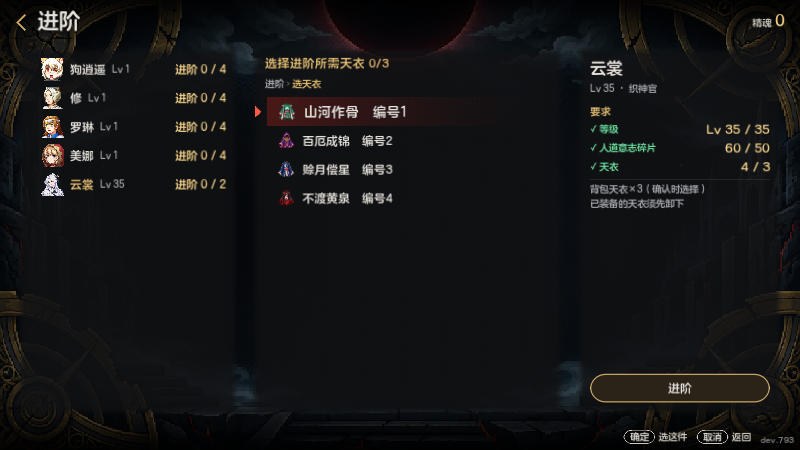 进阶
精魂 0
狗逍遥 Lv 1 进阶 0 / 4
修 Lv 1 进阶 0 / 4
罗琳 Lv 1 进阶 0 / 4
美娜 Lv 1 进阶 0 / 4
云裳 Lv 35 进阶 0 / 2
选择进阶所需天衣 0/3
进阶 · 选天衣
山河作骨 编号1
百厄成锦 编号2
赊月偿星 编号3
不渡黄泉 编号4
云裳
Lv 35 · 织神官
要求
✓ 等级 Lv 35 / 35
✓ 人道意志碎片 60 / 50
✓ 天衣 4 / 3
背包天衣×3（确认时选择）
已装备的天衣须先卸下
进阶
确定 选这件 取消 返回
dev.793